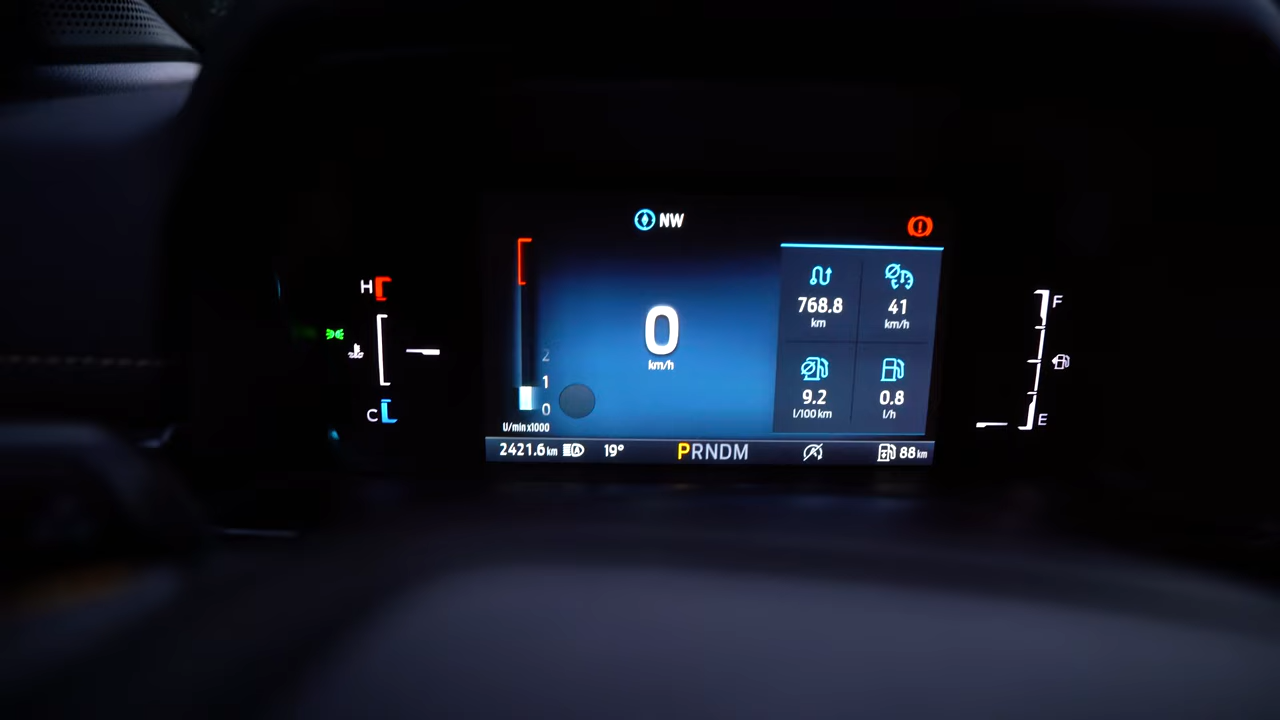 NW
H
C
2
1
0
U/min x1000
0
km/h
768.8
km
41
km/h
9.2
l/100 km
0.8
l/h
F
E
2421.6 km
A
19°
PRNDM
88 km